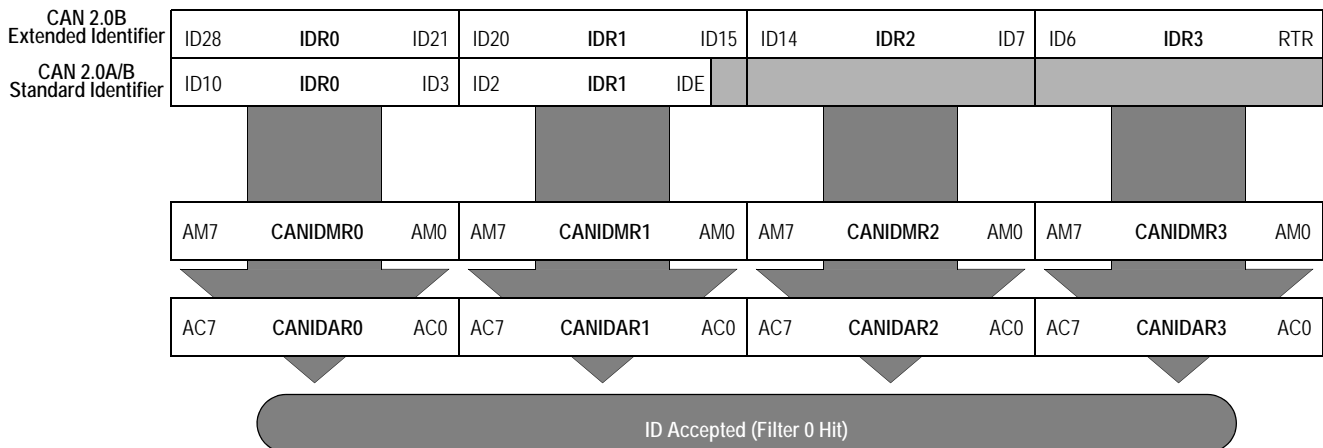 CAN 2.0B
Extended Identifier
ID28 IDR0 ID21 ID20 IDR1 ID15 ID14 IDR2 ID7 ID6 IDR3 RTR
CAN 2.0A/B
Standard Identifier
ID10 IDR0 ID3 ID2 IDR1 IDE
AM7 CANIDMR0 AM0 AM7 CANIDMR1 AM0 AM7 CANIDMR2 AM0 AM7 CANIDMR3 AM0
AC7 CANIDAR0 AC0 AC7 CANIDAR1 AC0 AC7 CANIDAR2 AC0 AC7 CANIDAR3 AC0
ID Accepted (Filter 0 Hit)